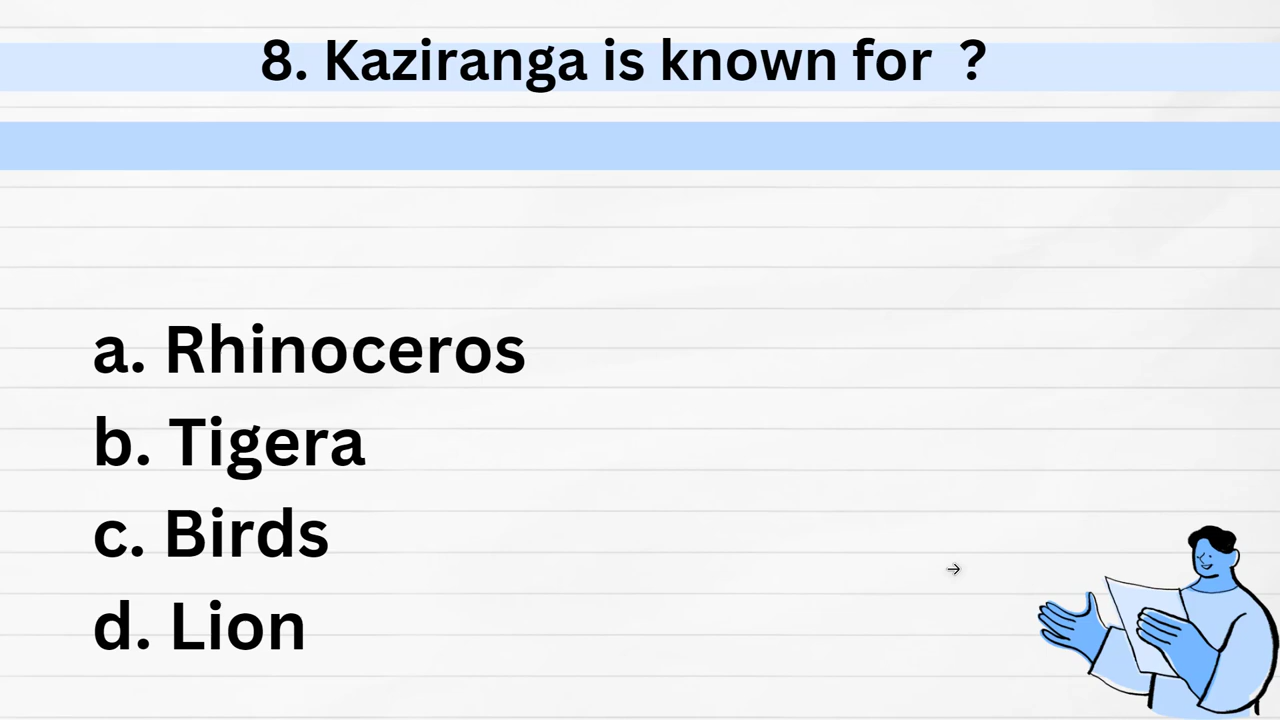 8. Kaziranga is known for ?
a. Rhinoceros
b. Tigera
c. Birds
d. Lion